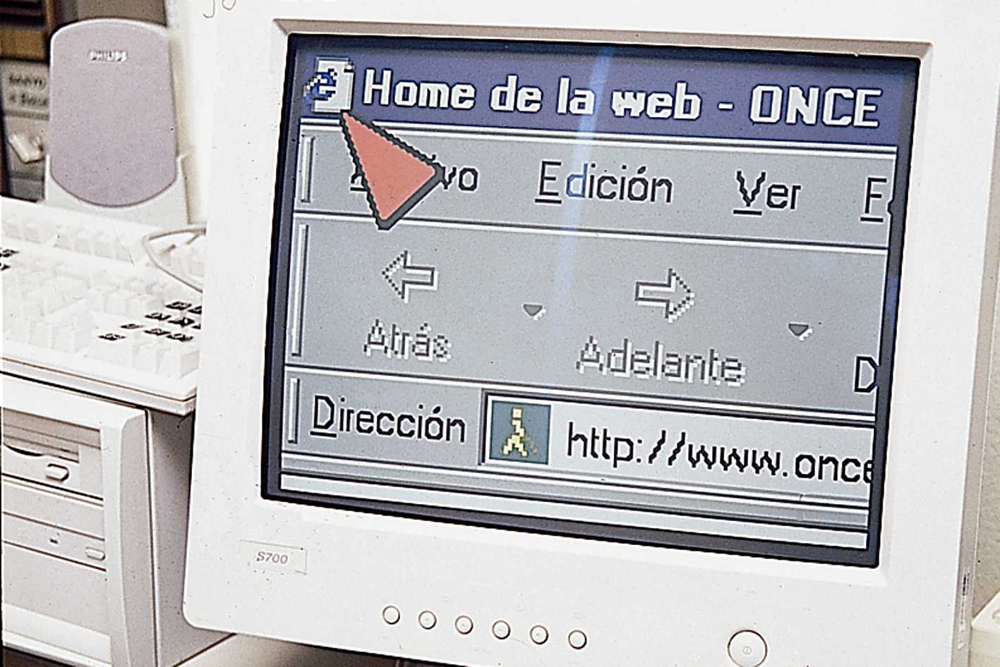 PHILIPS
Home de la web - ONCE
Edición Ver F
Atrás Adelante D
Dirección http://www.once
S700